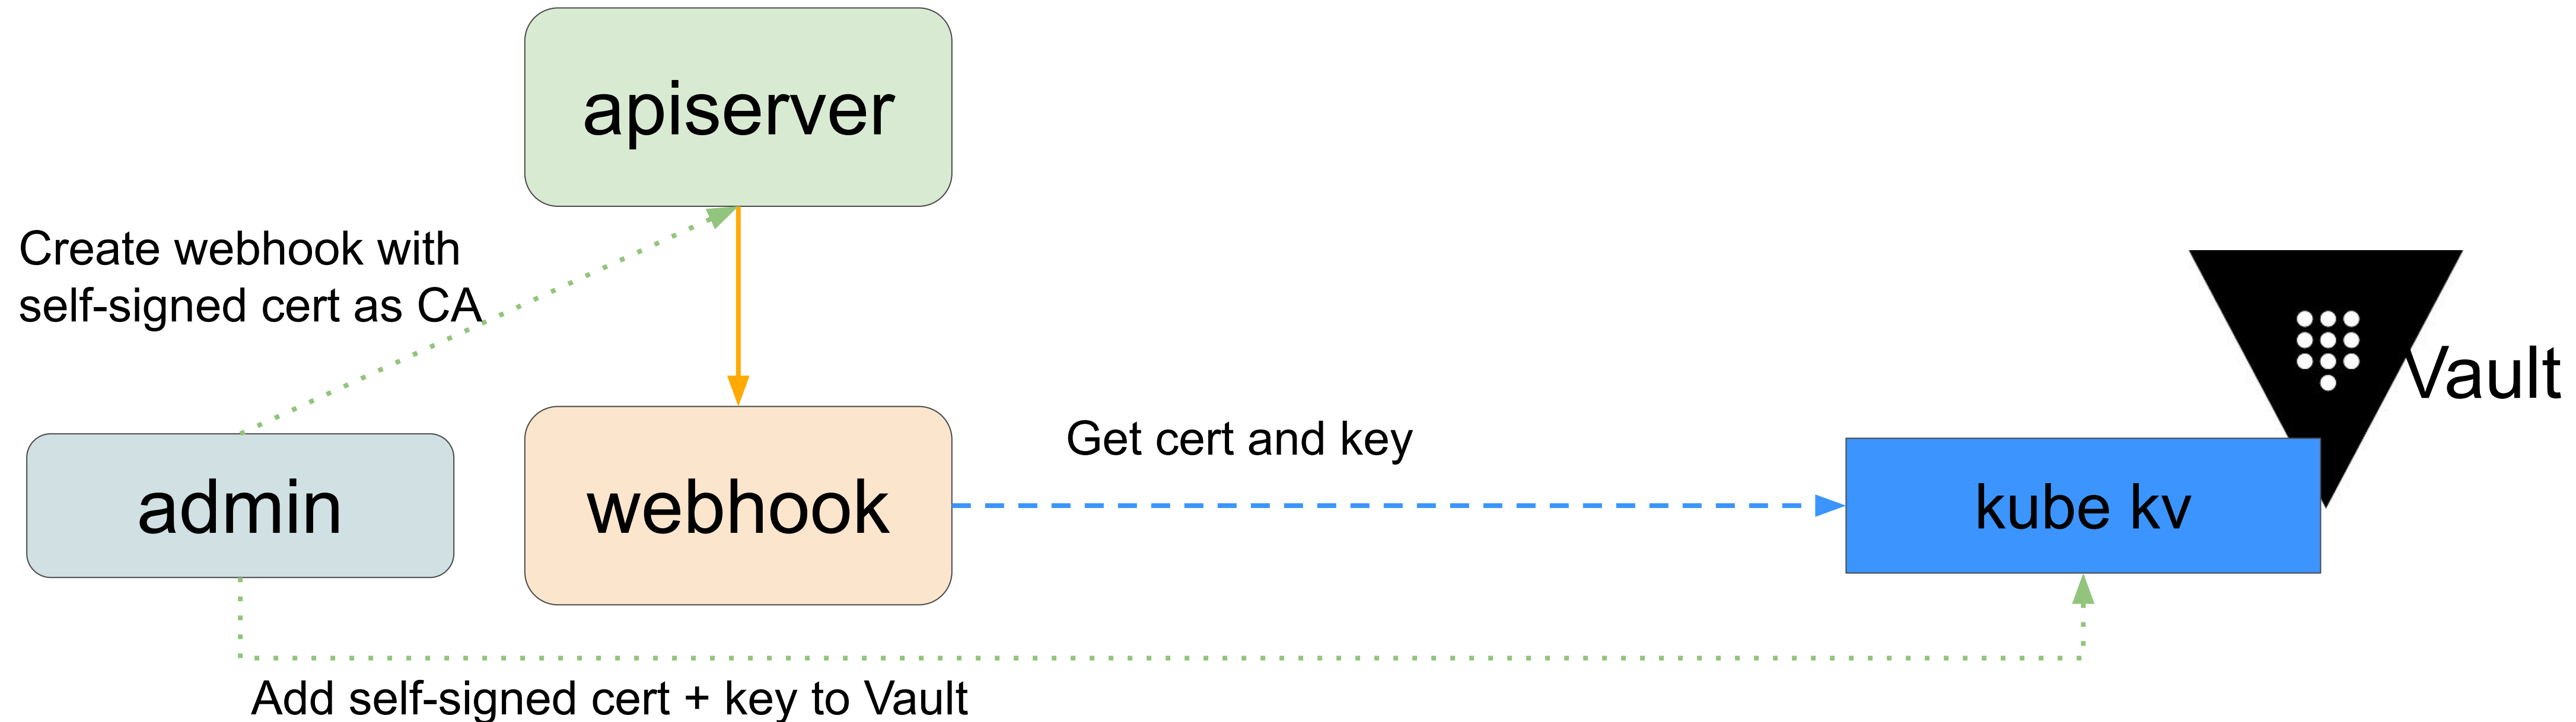 apiserver
Create webhook with
self-signed cert as CA
Vault
Get cert and key
admin
webhook
kube kv
Add self-signed cert + key to Vault